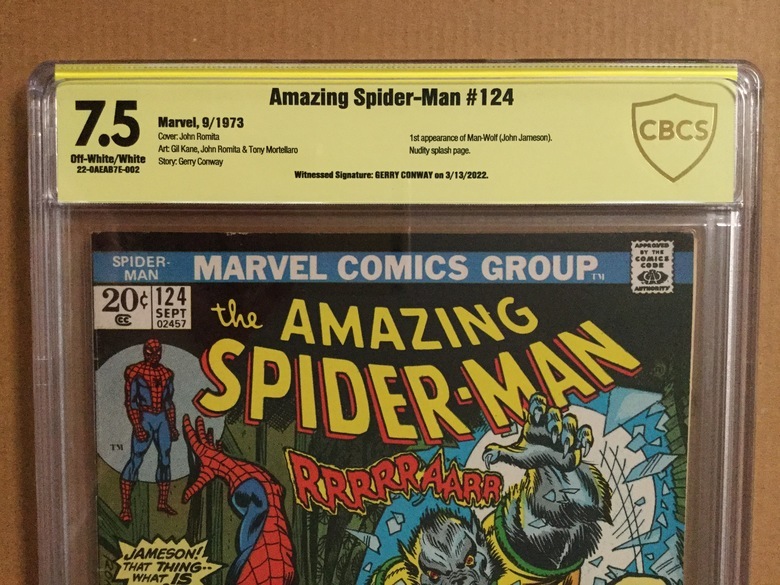 Amazing Spider-Man #124
7.5
Off-White/White
22-0AEAB7E-002
Marvel, 9/1973
Cover: John Romita
Art: Gil Kane, John Romita & Tony Mortellaro
Story: Gerry Conway
1st appearance of Man-Wolf (John Jameson).
Nudity splash page.
Witnessed Signature: GERRY CONWAY on 3/13/2022.
CBCS
SPIDER-
MAN
MARVEL COMICS GROUP TM
APPROVED
BY THE
COMICS
CODE
AUTHORITY
20¢
CC
124
SEPT
02457
the AMAZING
SPIDER-MAN
TM
RRRRRAARR
JAMESON!
THAT THING--
WHAT IS